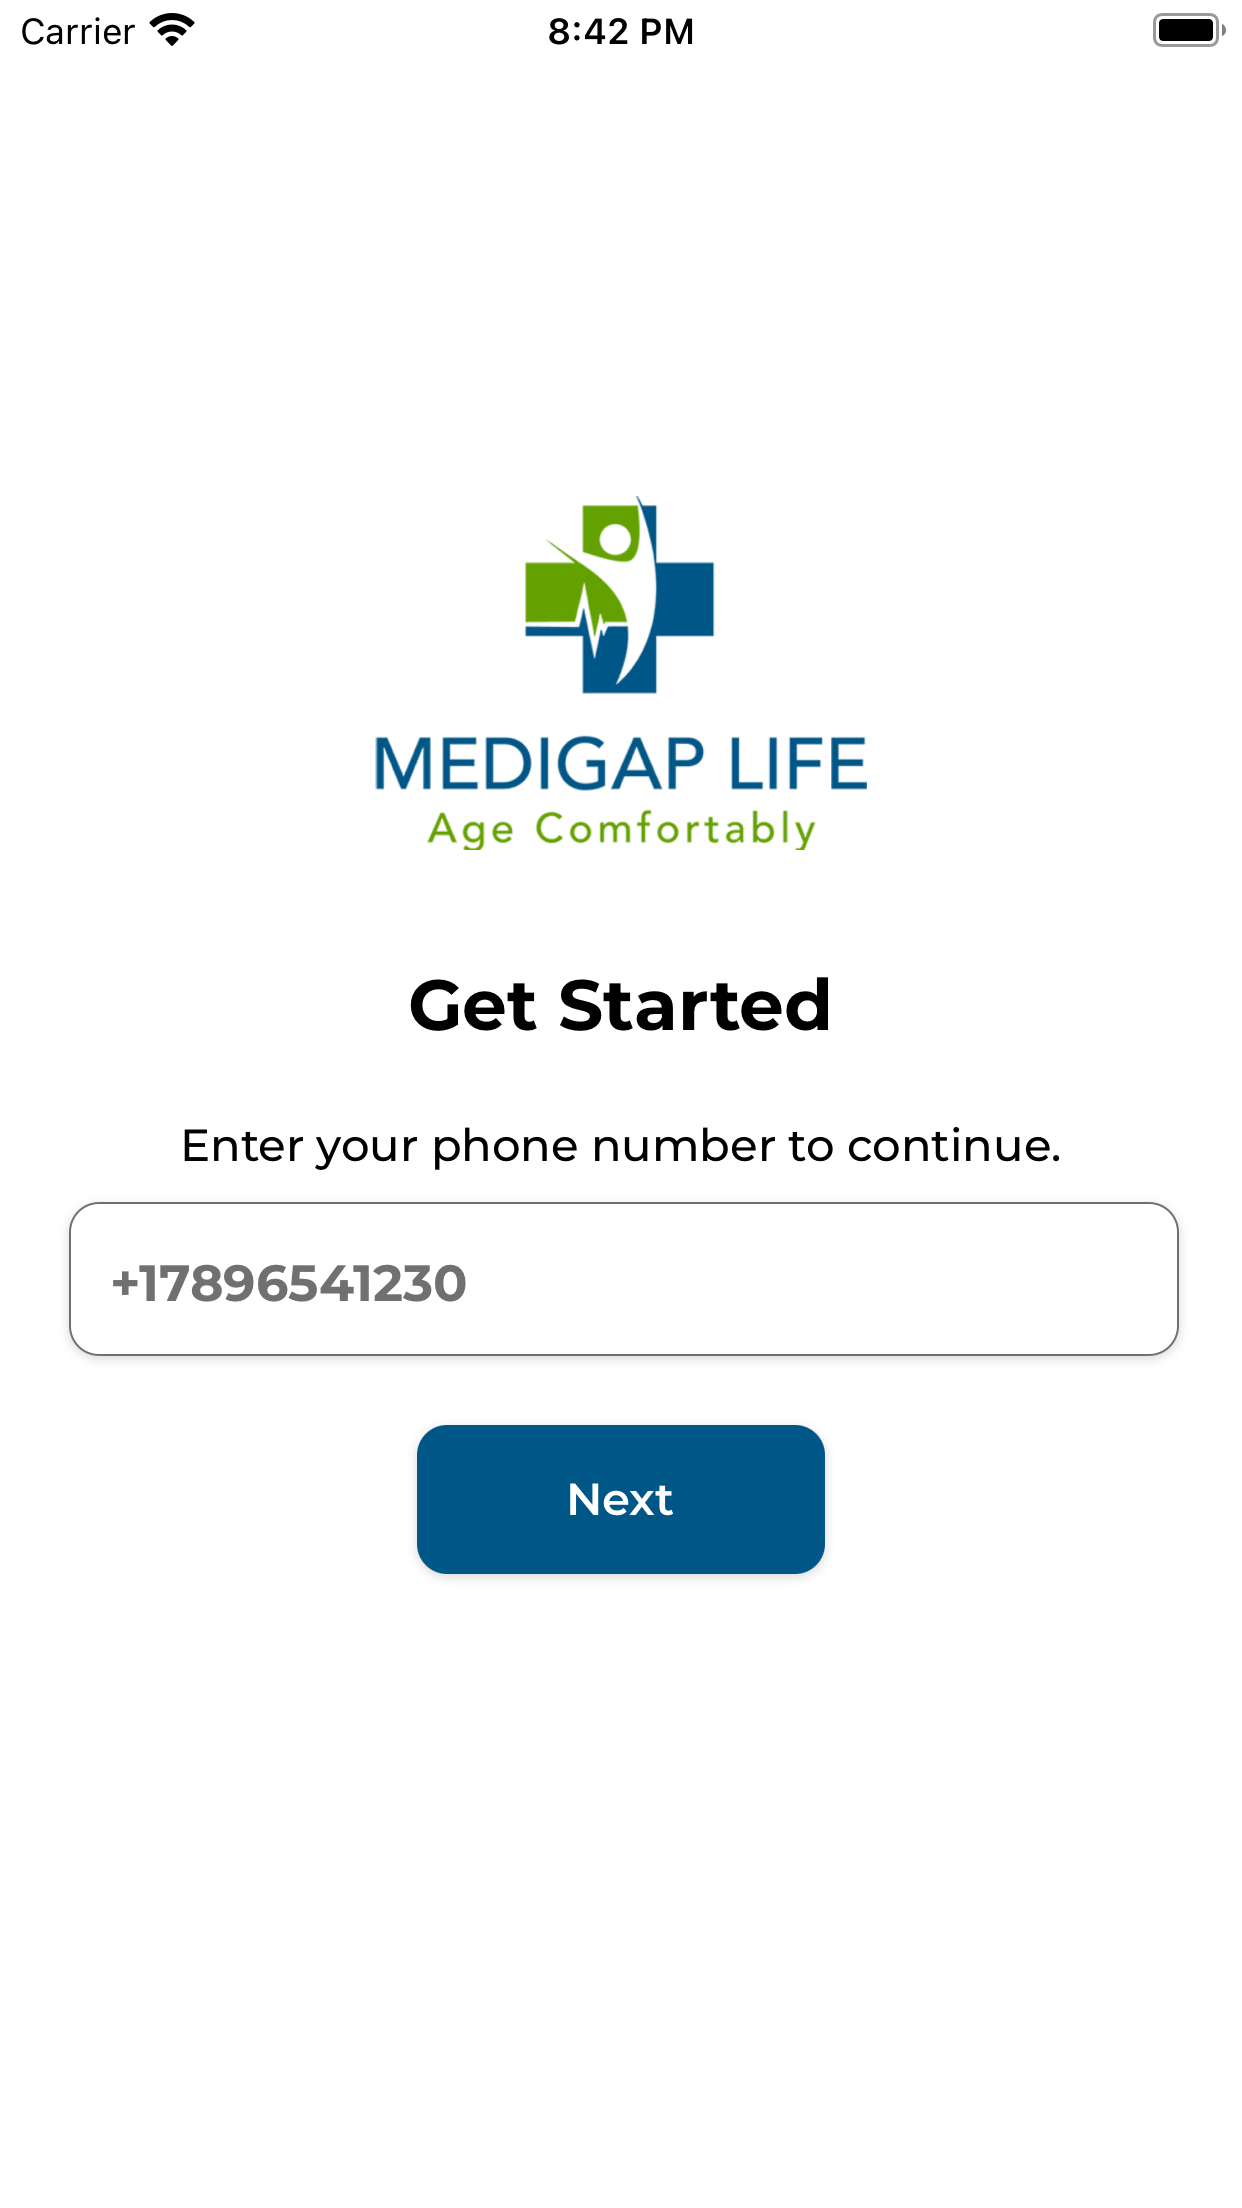 Carrier 8:42 PM
MEDIGAP LIFE
Age Comfortably
Get Started
Enter your phone number to continue.
+17896541230
Next